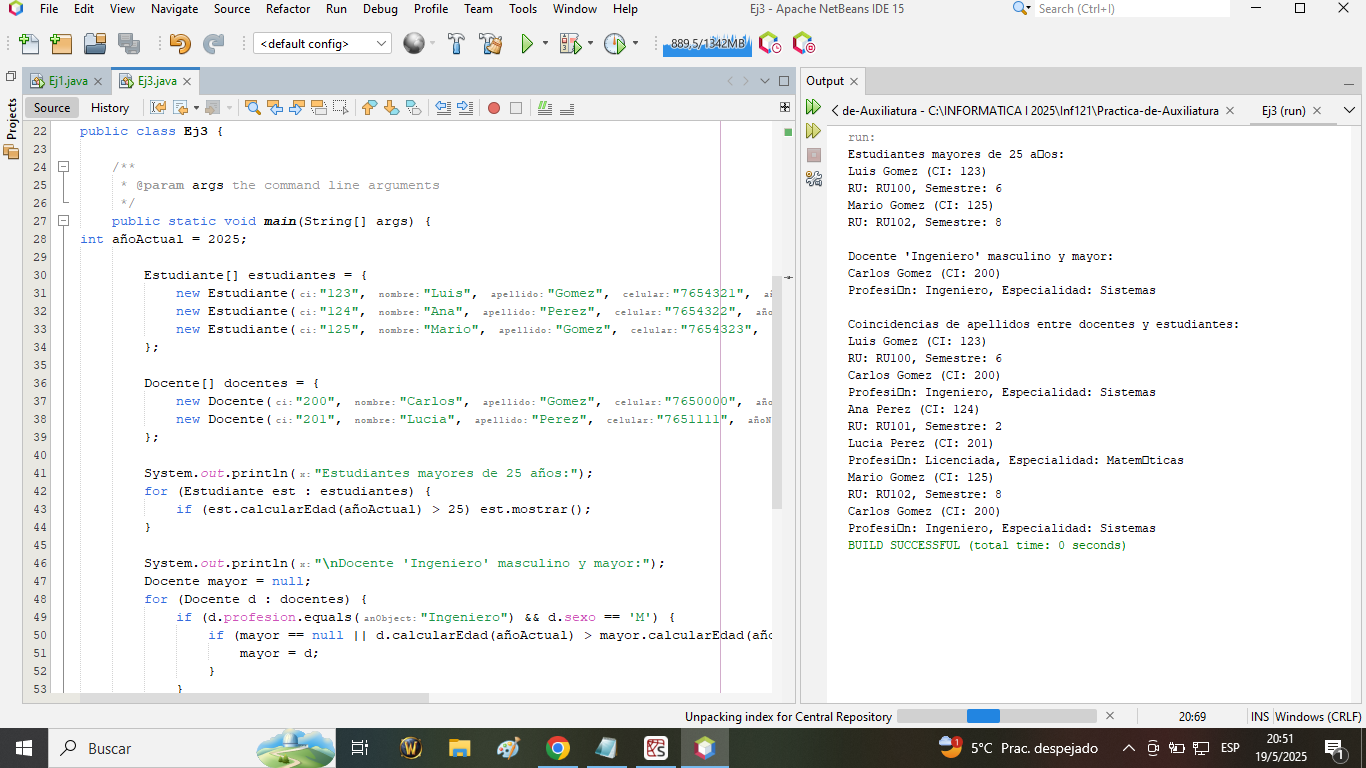 File Edit View Navigate Source Refactor Run Debug Profile Team Tools Window Help
Ej3 - Apache NetBeans IDE 15
Search (Ctrl+I)
<default config>
889,5/1342MB
Ej1.java
Ej3.java
Source History
Projects
22 public class Ej3 {
23
24 /**
25 * @param args the command line arguments
26 */
27 public static void main(String[] args) {
28 int añoActual = 2025;
29
30 Estudiante[] estudiantes = {
31 new Estudiante( ci: "123", nombre: "Luis", apellido: "Gomez", celular: "7654321",
32 new Estudiante( ci: "124", nombre: "Ana", apellido: "Perez", celular: "7654322",
33 new Estudiante( ci: "125", nombre: "Mario", apellido: "Gomez", celular: "7654323",
34 };
35
36 Docente[] docentes = {
37 new Docente( ci: "200", nombre: "Carlos", apellido: "Gomez", celular: "7650000",
38 new Docente( ci: "201", nombre: "Lucia", apellido: "Perez", celular: "7651111",
39 };
40
41 System.out.println( x: "Estudiantes mayores de 25 años:");
42 for (Estudiante est : estudiantes) {
43 if (est.calcularEdad(añoActual) > 25) est.mostrar();
44 }
45
46 System.out.println( x: "\nDocente 'Ingeniero' masculino y mayor:");
47 Docente mayor = null;
48 for (Docente d : docentes) {
49 if (d.profesion.equals( anObject: "Ingeniero") && d.sexo == 'M') {
50 if (mayor == null || d.calcularEdad(añoActual) > mayor.calcularEdad(año
51 mayor = d;
52 }
53 }
Output
de-Auxiliatura - C:\INFORMATICA I 2025\Inf121\Practica-de-Auxiliatura
Ej3 (run)
run:
Estudiantes mayores de 25 a□os:
Luis Gomez (CI: 123)
RU: RU100, Semestre: 6
Mario Gomez (CI: 125)
RU: RU102, Semestre: 8
Docente 'Ingeniero' masculino y mayor:
Carlos Gomez (CI: 200)
Profesi□n: Ingeniero, Especialidad: Sistemas
Coincidencias de apellidos entre docentes y estudiantes:
Luis Gomez (CI: 123)
RU: RU100, Semestre: 6
Carlos Gomez (CI: 200)
Profesi□n: Ingeniero, Especialidad: Sistemas
Ana Perez (CI: 124)
RU: RU101, Semestre: 2
Lucia Perez (CI: 201)
Profesi□n: Licenciada, Especialidad: Matem□ticas
Mario Gomez (CI: 125)
RU: RU102, Semestre: 8
Carlos Gomez (CI: 200)
Profesi□n: Ingeniero, Especialidad: Sistemas
BUILD SUCCESSFUL (total time: 0 seconds)
Unpacking index for Central Repository
20:69
INS Windows (CRLF)
Buscar
5°C Prac. despejado
ESP
20:51
19/5/2025